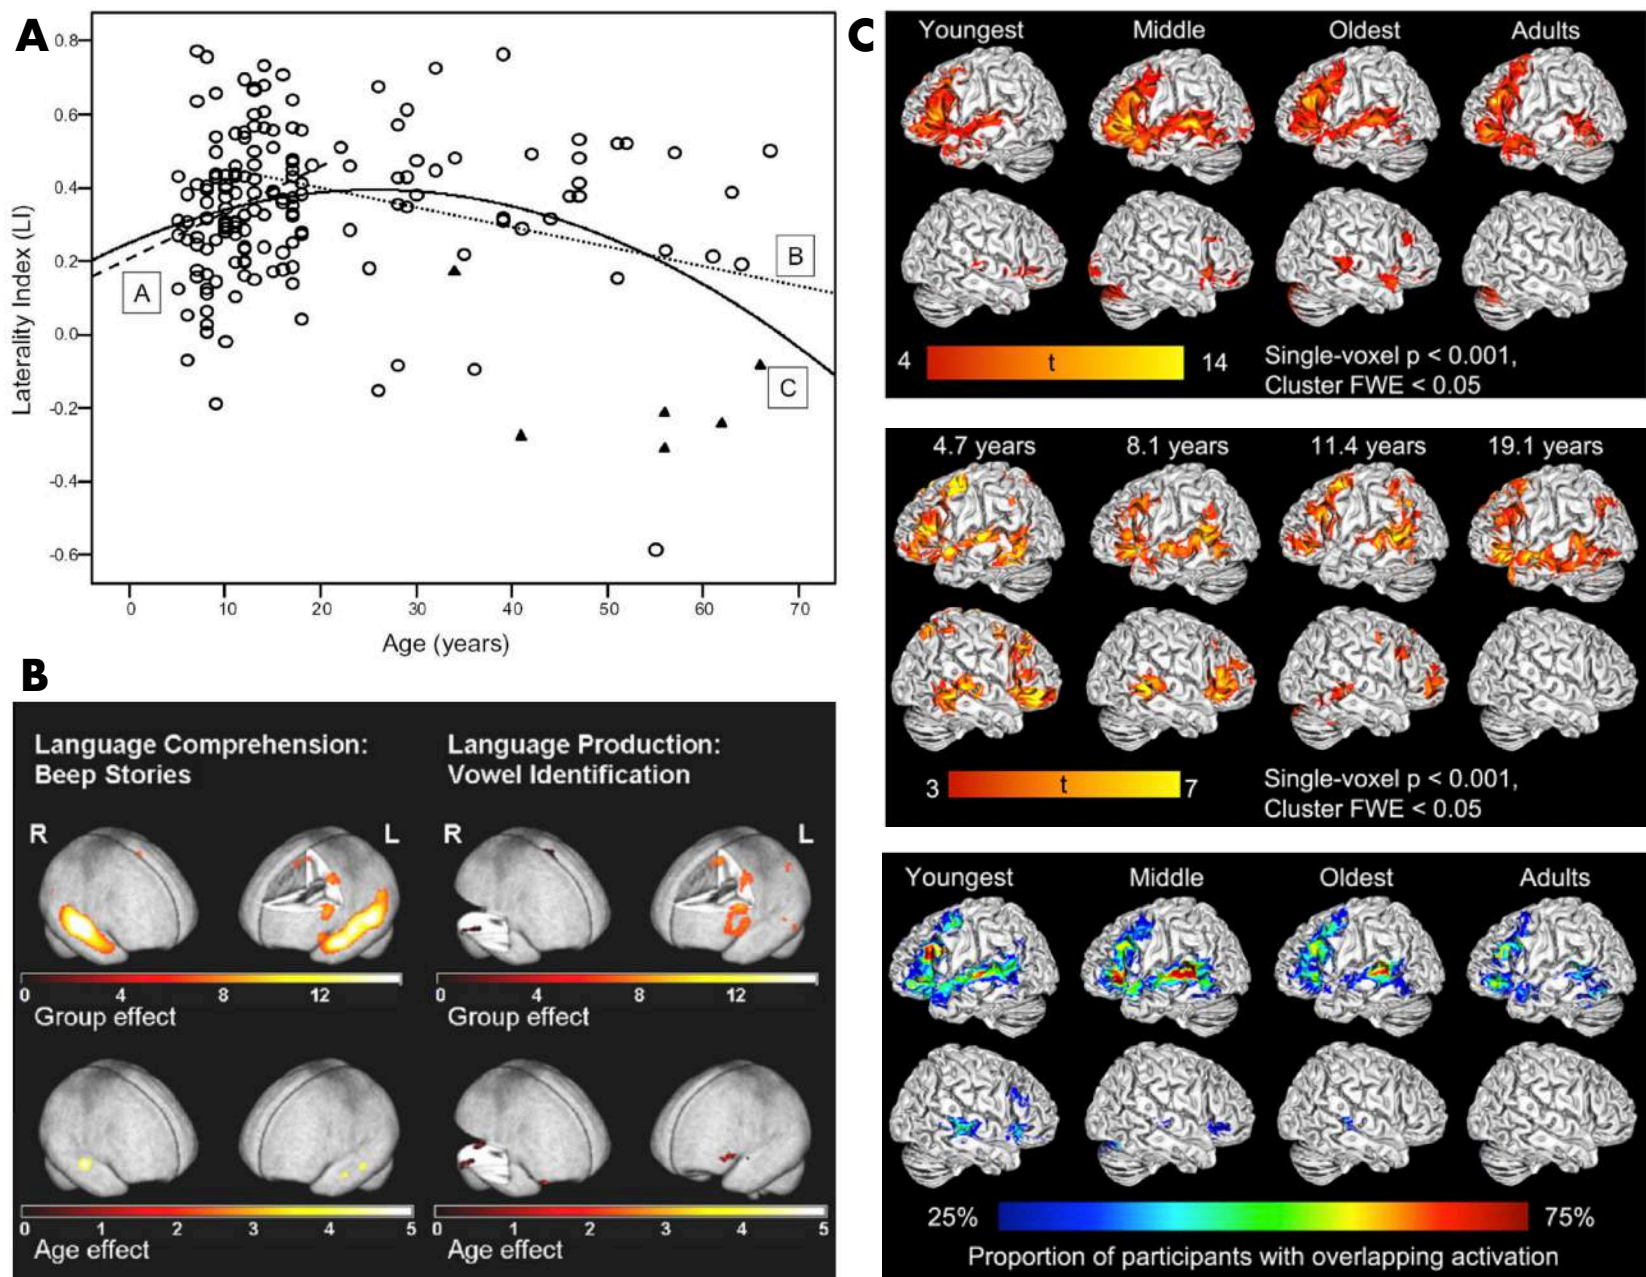 A
0.8
0.6
0.4
0.2
0.0
-0.2
-0.4
-0.6
Laterality Index (LI)
A
B
C
0 10 20 30 40 50 60 70
Age (years)
B
Language Comprehension:
Beep Stories
Language Production:
Vowel Identification
R L R L
0 4 8 12
Group effect
0 4 12
Group effect
0 1 2 3 4 5
Age effect
0 1 2 3 4 5
Age effect
C
Youngest Middle Oldest Adults
4 t 14
Single-voxel p < 0.001,
Cluster FWE < 0.05
4.7 years 8.1 years 11.4 years 19.1 years
3 t 7
Single-voxel p < 0.001,
Cluster FWE < 0.05
Youngest Middle Oldest Adults
25% 75%
Proportion of participants with overlapping activation